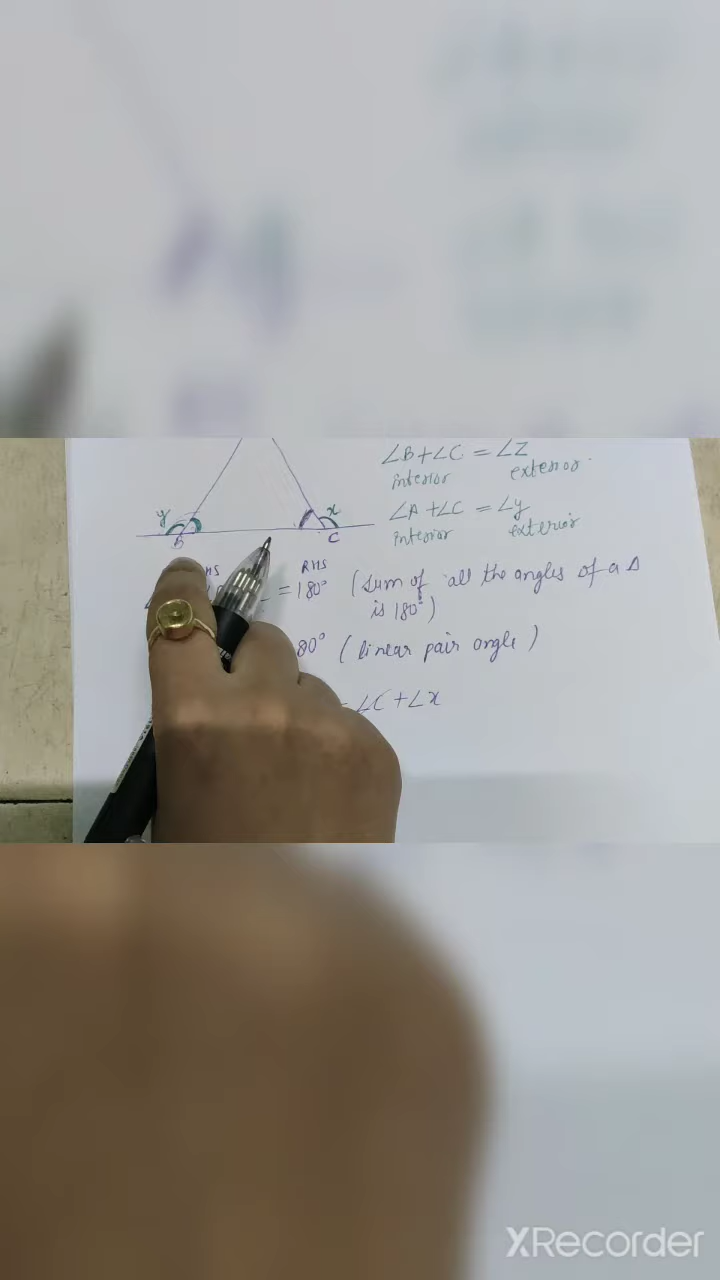 ∠B+∠C = ∠Z
interior exterior.
∠A +∠C = ∠y
interior exterior
y x
B C
RHS
= 180° (Sum of all the angles of a Δ
is 180°)
80° (linear pair angle)
= ∠C +∠x
XRecorder